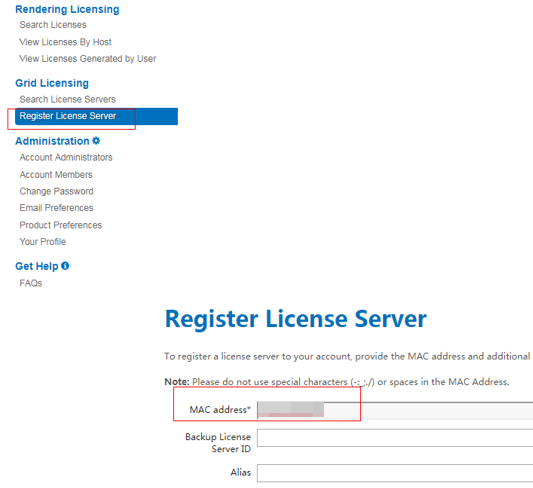 Rendering Licensing
Search Licenses
View Licenses By Host
View Licenses Generated by User
Grid Licensing
Search License Servers
Register License Server
Administration
Account Administrators
Account Members
Change Password
Email Preferences
Product Preferences
Your Profile
Get Help
FAQs
Register License Server
To register a license server to your account, provide the MAC address and additional
Note: Please do not use special characters (-:,;./) or spaces in the MAC Address.
MAC address*
Backup License
Server ID
Alias